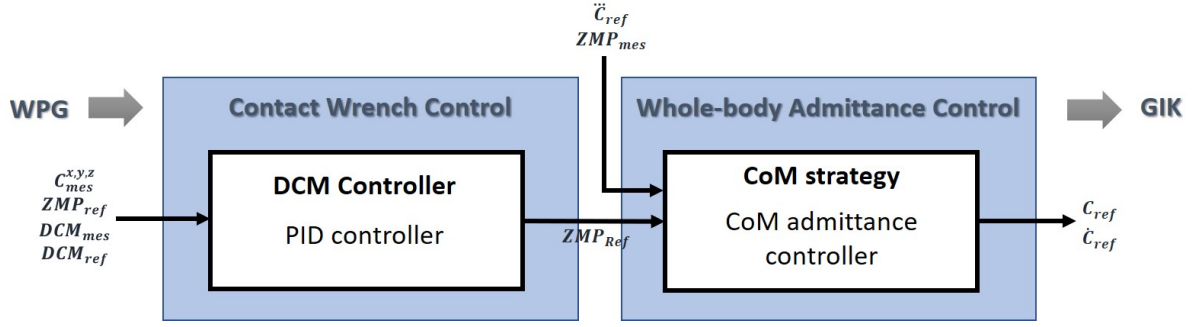 C⃛_ref
ZMP_mes
WPG
Contact Wrench Control
Whole-body Admittance Control
GIK
DCM Controller
PID controller
CoM strategy
CoM admittance
controller
C^{x,y,z}_mes
ZMP_ref
DCM_mes
DCM_ref
ZMP_Ref
C_ref
Ċ_ref